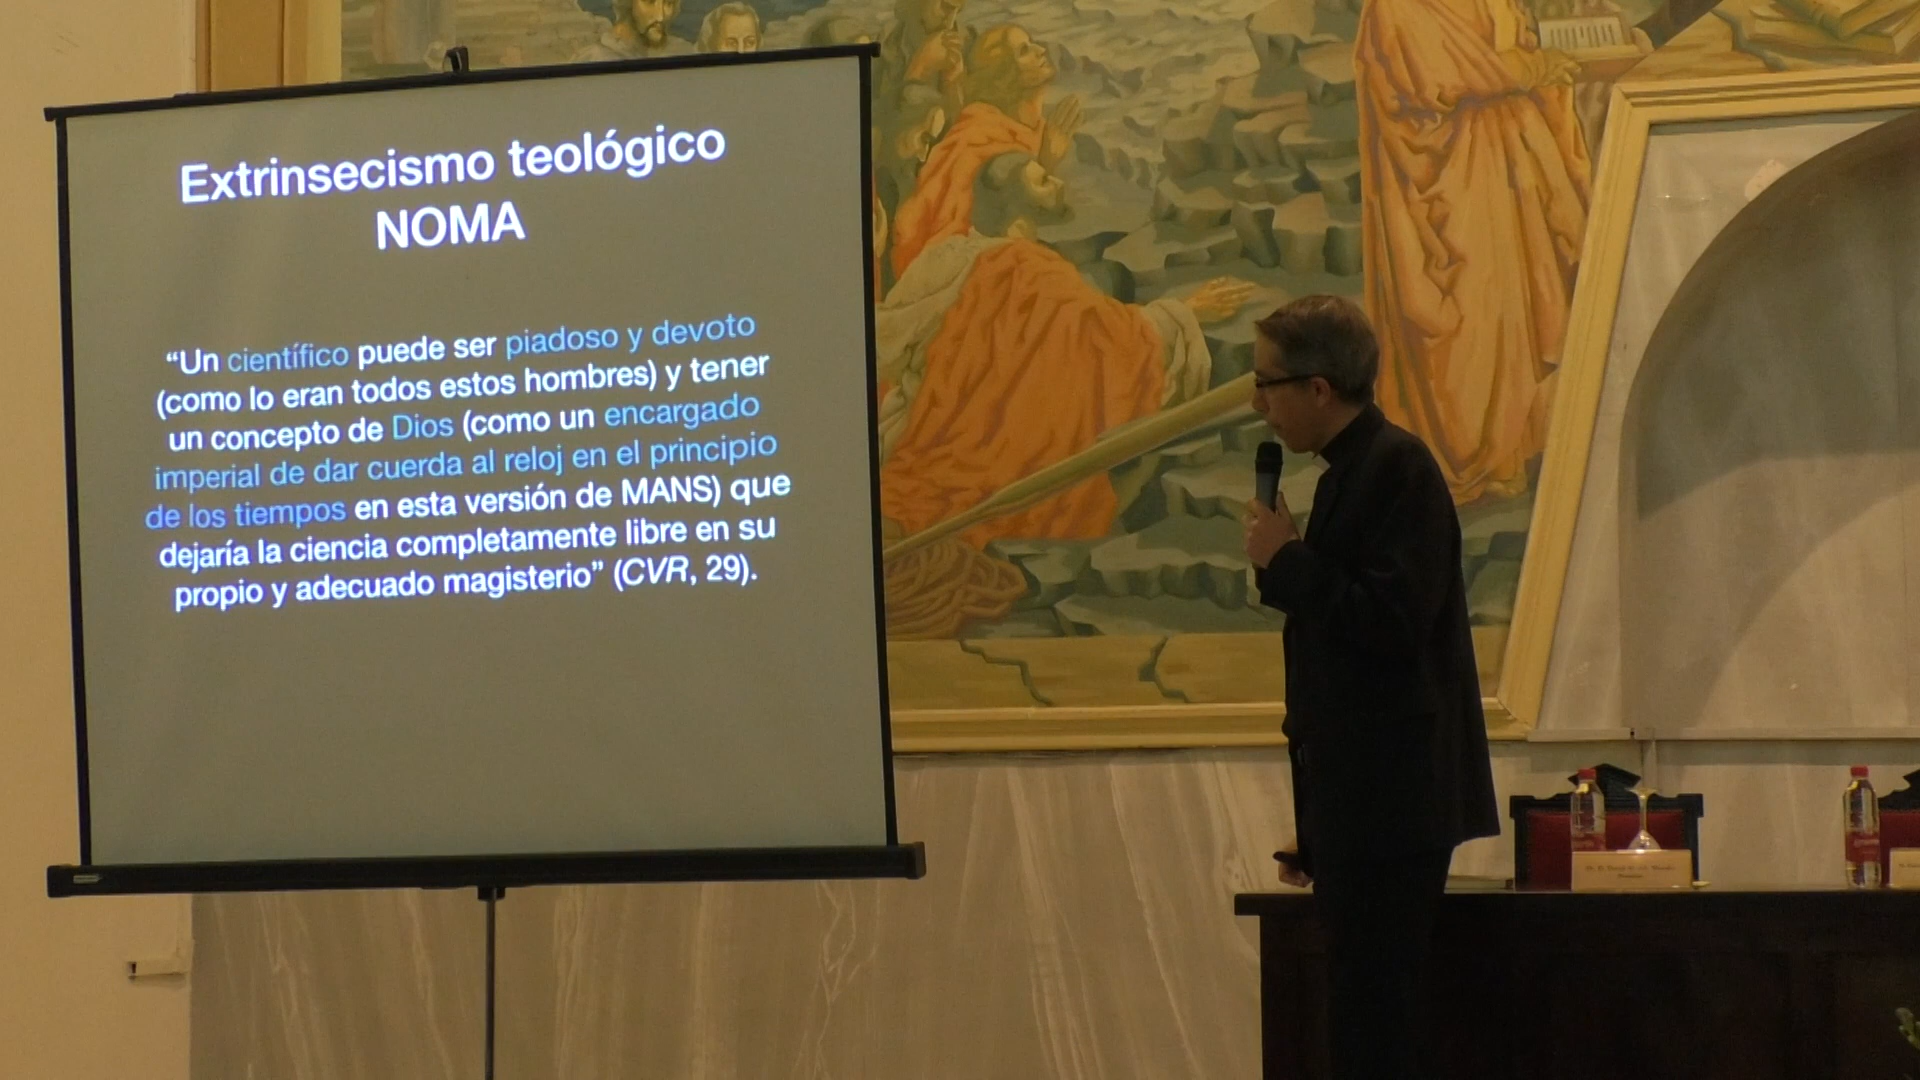 Extrinsecismo teológico
NOMA
“Un científico puede ser piadoso y devoto
(como lo eran todos estos hombres) y tener
un concepto de Dios (como un encargado
imperial de dar cuerda al reloj en el principio
de los tiempos en esta versión de MANS) que
dejaría la ciencia completamente libre en su
propio y adecuado magisterio” (CVR, 29).